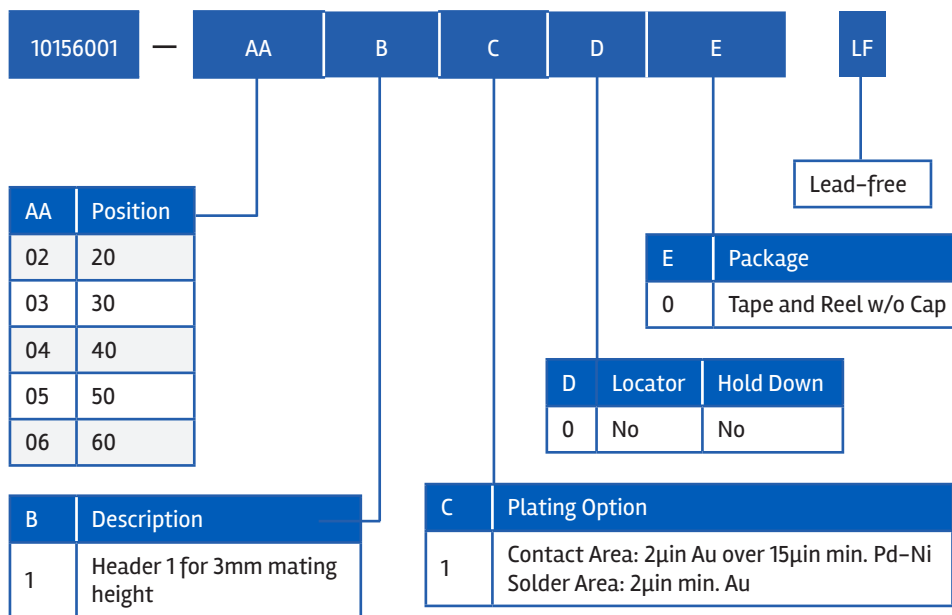 10156001 — AA B C D E LF
Lead-free
AA Position
02 20
03 30
04 40
05 50
06 60
E Package
0 Tape and Reel w/o Cap
D Locator Hold Down
0 No No
B Description
1 Header 1 for 3mm mating
height
C Plating Option
1 Contact Area: 2µin Au over 15µin min. Pd-Ni
Solder Area: 2µin min. Au